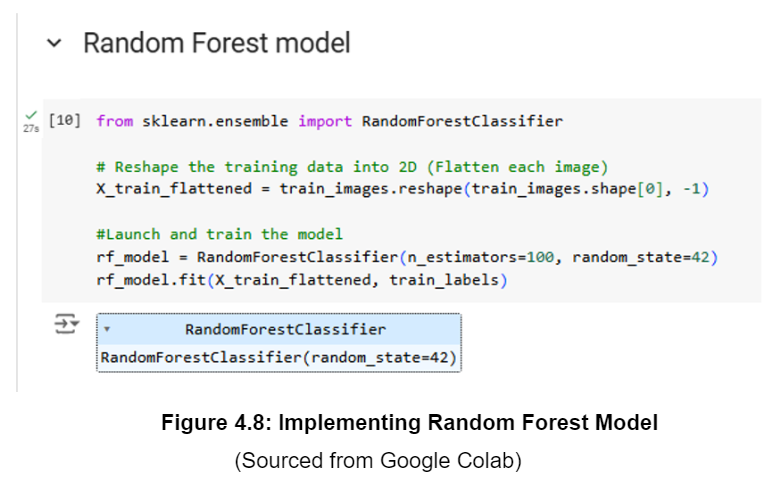 Random Forest model
27s
[10] from sklearn.ensemble import RandomForestClassifier
# Reshape the training data into 2D (Flatten each image)
X_train_flattened = train_images.reshape(train_images.shape[0], -1)
#Launch and train the model
rf_model = RandomForestClassifier(n_estimators=100, random_state=42)
rf_model.fit(X_train_flattened, train_labels)
RandomForestClassifier
RandomForestClassifier(random_state=42)
Figure 4.8: Implementing Random Forest Model
(Sourced from Google Colab)